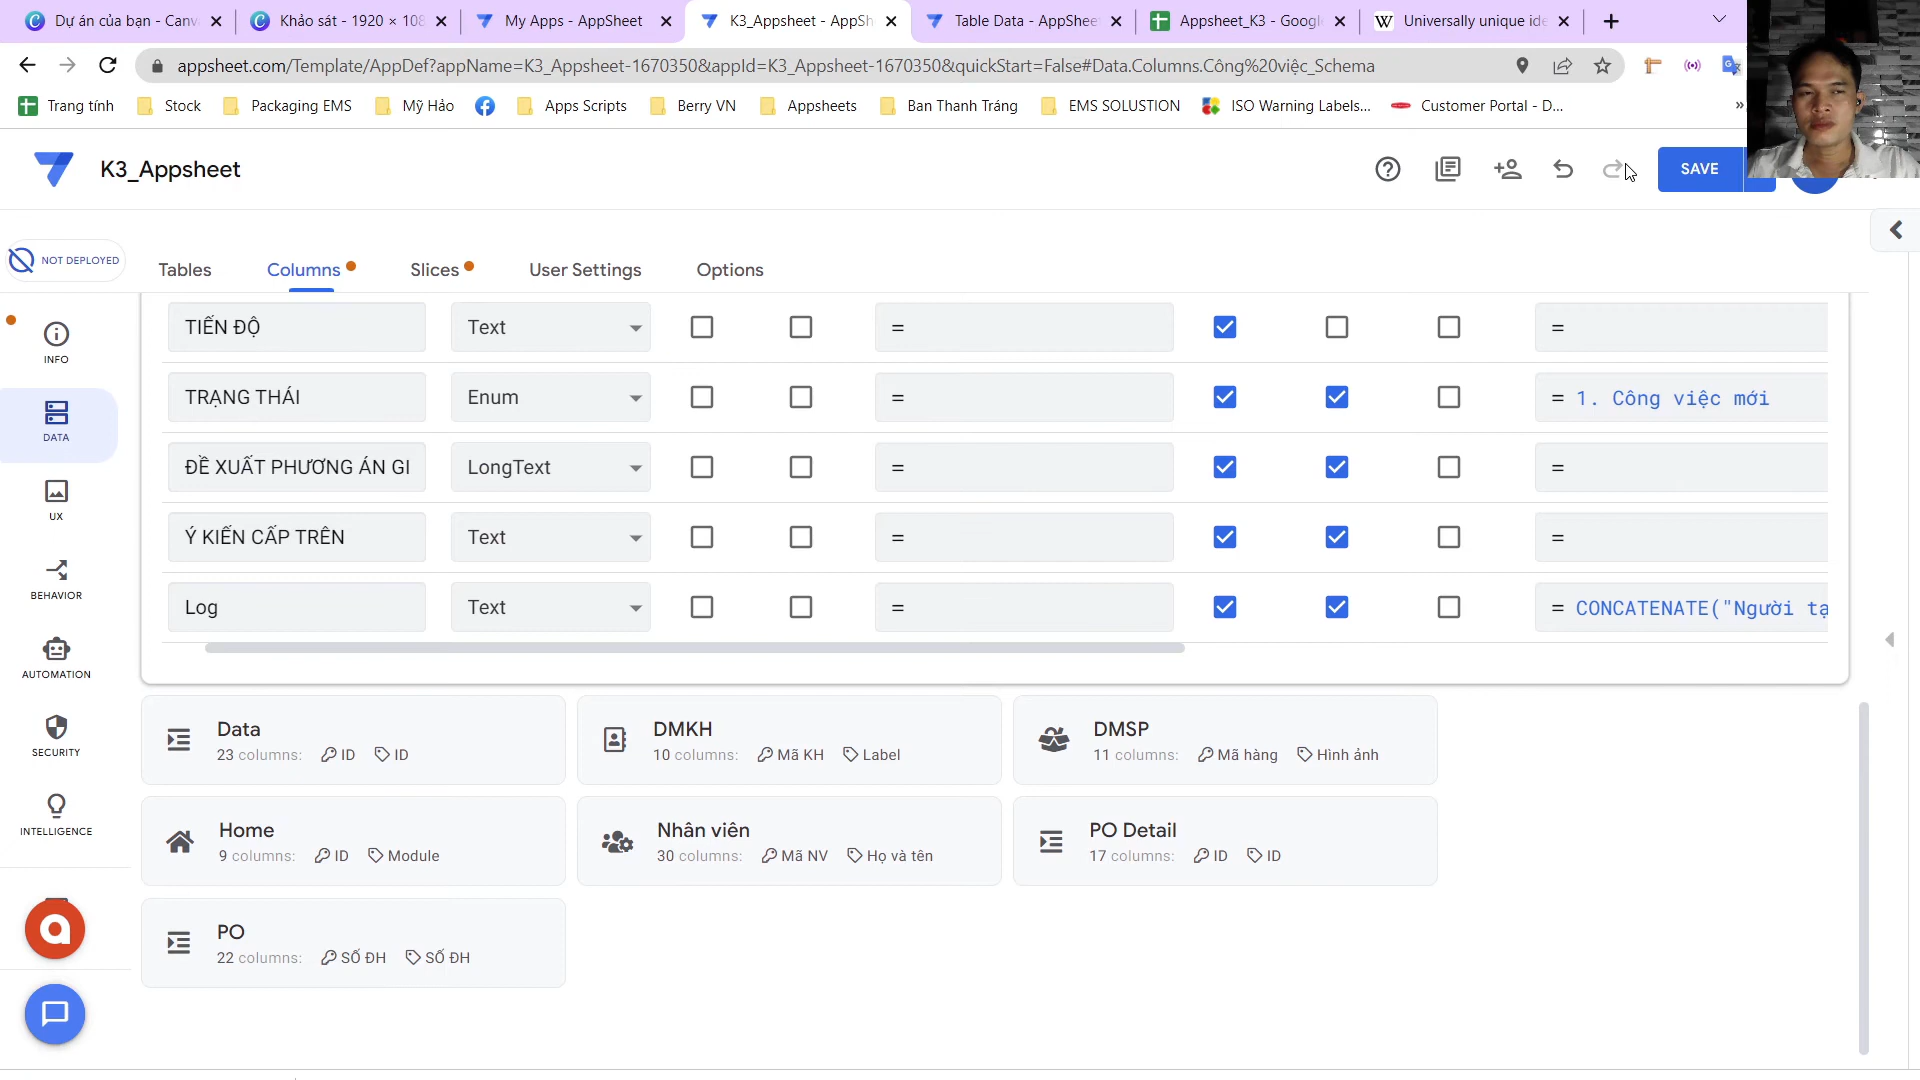 Dự án của bạn - Canv
Khảo sát - 1920 × 108
My Apps - AppSheet
K3_Appsheet - AppSh
Table Data - AppSheet
Appsheet_K3 - Google
Universally unique ide
appsheet.com/Template/AppDef?appName=K3_Appsheet-1670350&appId=K3_Appsheet-1670350&quickStart=False#Data.Columns.Công%20việc_Schema
Trang tính
Stock
Packaging EMS
Mỹ Hảo
Apps Scripts
Berry VN
Appsheets
Ban Thanh Tráng
EMS SOLUSTION
ISO Warning Labels...
Customer Portal - D...
»
K3_Appsheet
SAVE
NOT DEPLOYED
Tables
Columns
Slices
User Settings
Options
INFO
DATA
UX
BEHAVIOR
AUTOMATION
SECURITY
INTELLIGENCE
TIẾN ĐỘ
Text
=
=
TRẠNG THÁI
Enum
=
= 1. Công việc mới
ĐỀ XUẤT PHƯƠNG ÁN GI
LongText
=
=
Ý KIẾN CẤP TRÊN
Text
=
=
Log
Text
=
= CONCATENATE("Người tạ
Data
23 columns: ID ID
DMKH
10 columns: Mã KH Label
DMSP
11 columns: Mã hàng Hình ảnh
Home
9 columns: ID Module
Nhân viên
30 columns: Mã NV Họ và tên
PO Detail
17 columns: ID ID
PO
22 columns: SỐ ĐH SỐ ĐH